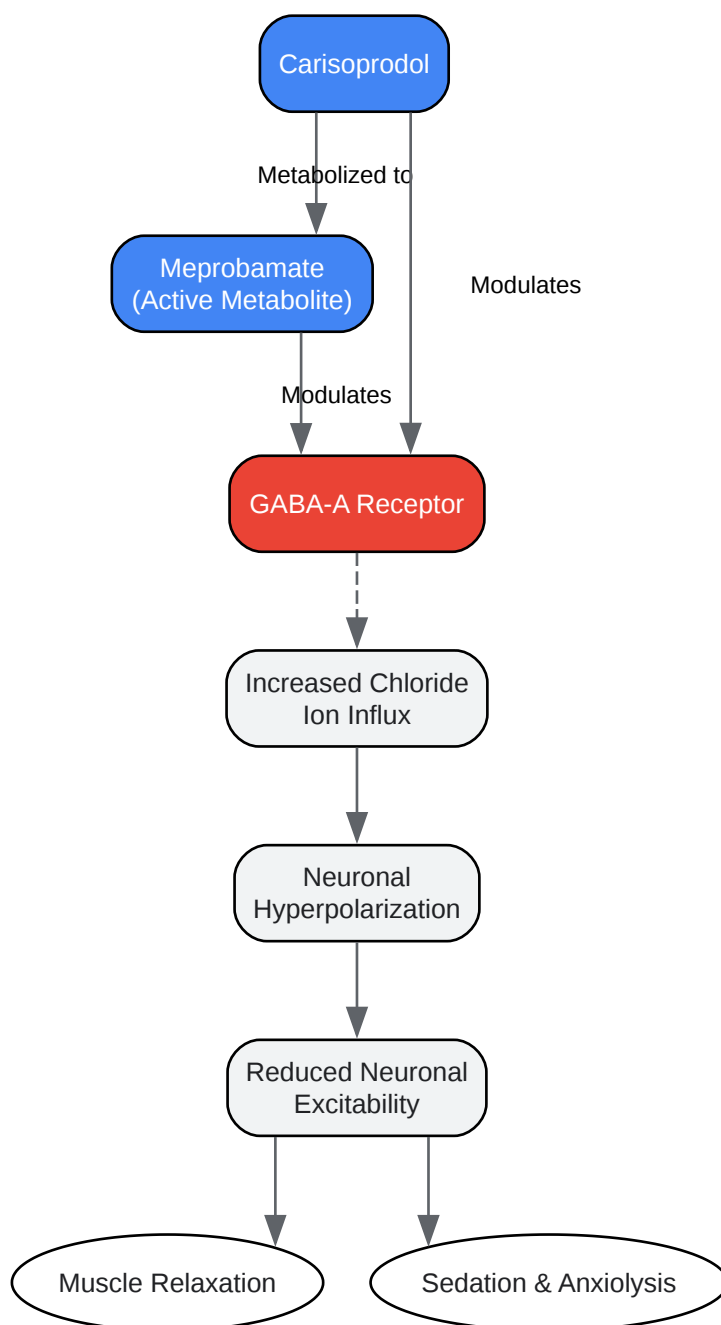 Carisoprodol
Metabolized to
Meprobamate
(Active Metabolite)
Modulates
Modulates
GABA-A Receptor
Increased Chloride
Ion Influx
Neuronal
Hyperpolarization
Reduced Neuronal
Excitability
Muscle Relaxation
Sedation & Anxiolysis